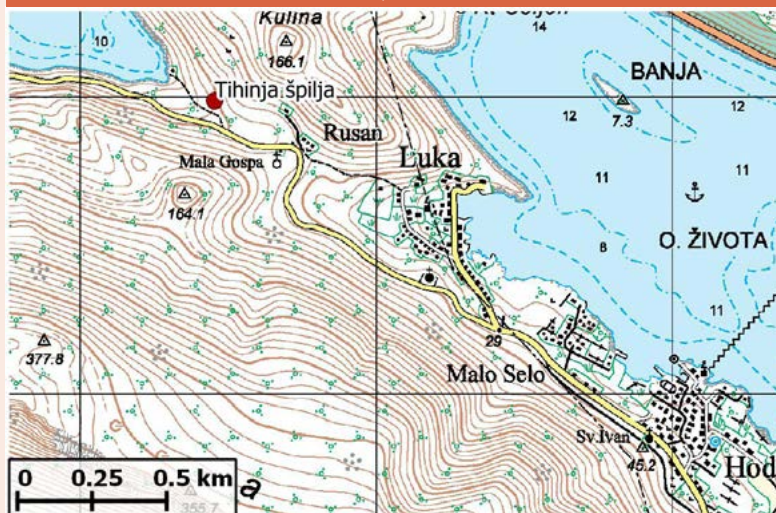 Kulina
14
10
166.1
BANJA
Tihinja špilja
7.3
12
12
Rusan
Mala Gospa
Luka
11
11
164.1
8
O. ŽIVOTA
11
29
377.8
Malo Selo
Sv.Ivan
45.2
Hod
0 0.25 0.5 km
a
355.7